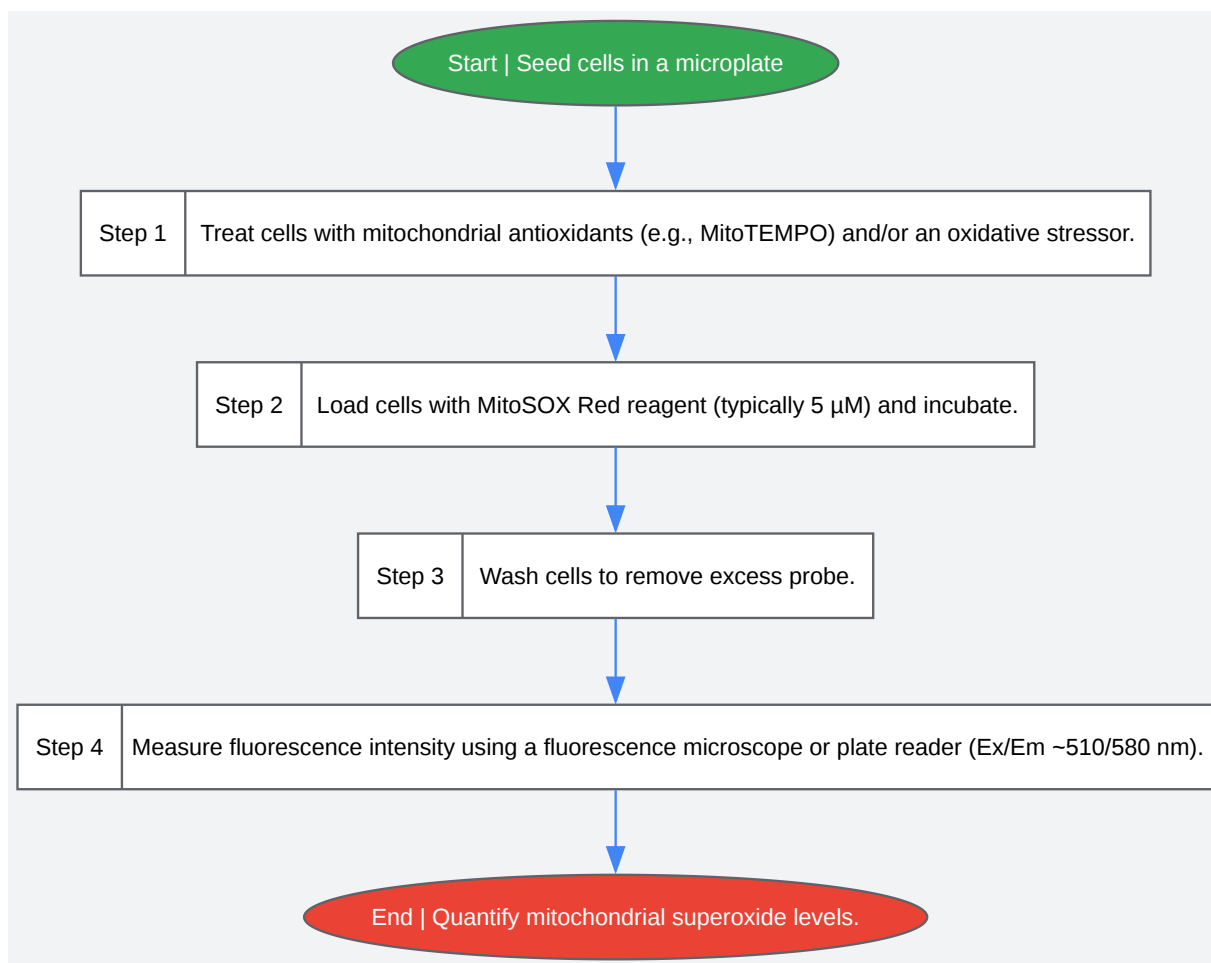 Start | Seed cells in a microplate
Step 1
Treat cells with mitochondrial antioxidants (e.g., MitoTEMPO) and/or an oxidative stressor.
Step 2
Load cells with MitoSOX Red reagent (typically 5 µM) and incubate.
Step 3
Wash cells to remove excess probe.
Step 4
Measure fluorescence intensity using a fluorescence microscope or plate reader (Ex/Em ~510/580 nm).
End | Quantify mitochondrial superoxide levels.